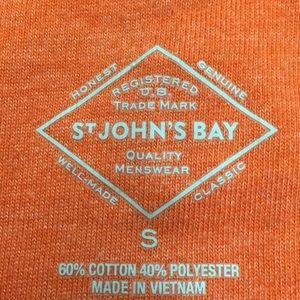 HONEST
GENUINE
REGISTERED
U.S
TRADE MARK
ST JOHN'S BAY
QUALITY
MENSWEAR
WELL-MADE
CLASSIC
S
60% COTTON 40% POLYESTER
MADE IN VIETNAM